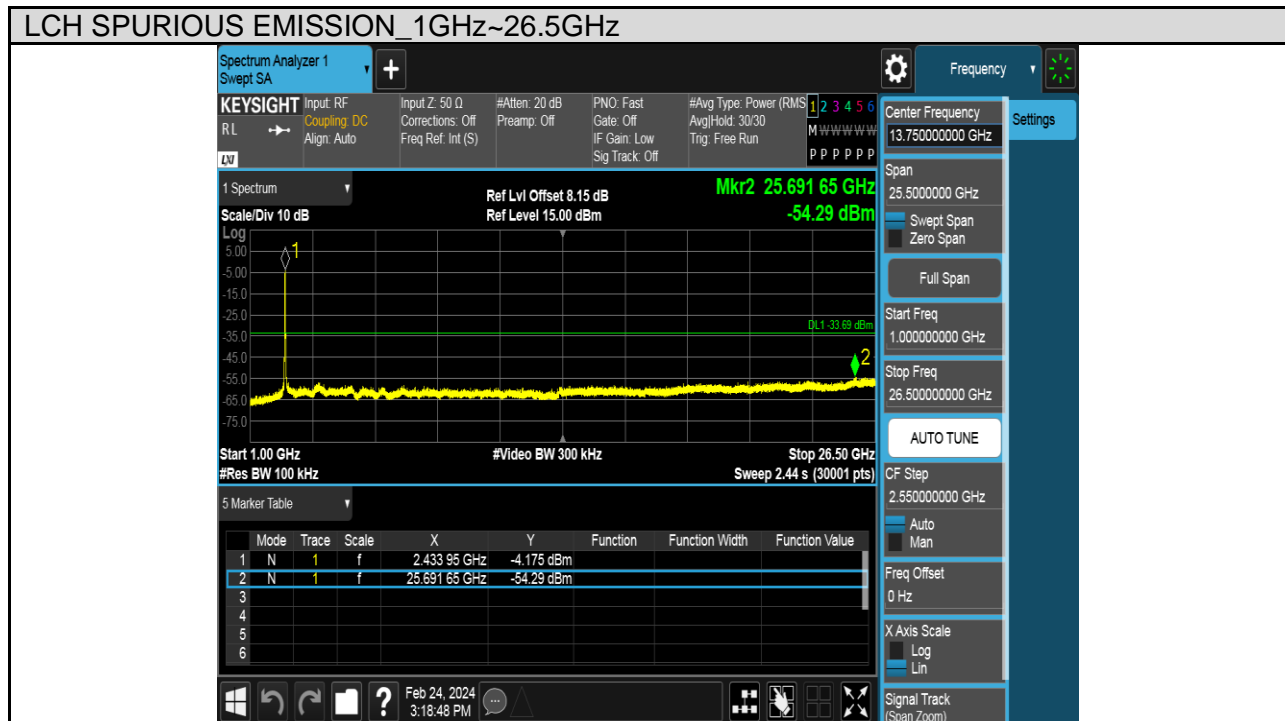 LCH SPURIOUS EMISSION_1GHz~26.5GHz
Spectrum Analyzer 1
Swept SA
Frequency
KEYSIGHT Input: RF Input Z: 50 Ω #Atten: 20 dB PNO: Fast #Avg Type: Power (RMS 1 2 3 4 5 6
RL Coupling: DC Corrections: Off Preamp: Off Gate: Off Avg|Hold: 30/30 M W W W W W
Align: Auto Freq Ref: Int (S) IF Gain: Low Trig: Free Run
LXI Sig Track: Off P P P P P P
1 Spectrum
Ref Lvl Offset 8.15 dB
Mkr2 25.691 65 GHz
Scale/Div 10 dB
Ref Level 15.00 dBm
-54.29 dBm
Log
5.00
-5.00
-15.0
-25.0
-35.0
-45.0
-55.0
-65.0
-75.0
1
DL1 -33.69 dBm
2
Start 1.00 GHz #Video BW 300 kHz Stop 26.50 GHz
#Res BW 100 kHz Sweep 2.44 s (30001 pts)
5 Marker Table
Mode Trace Scale X Y Function Function Width Function Value
1 N 1 f 2.433 95 GHz -4.175 dBm
2 N 1 f 25.691 65 GHz -54.29 dBm
3
4
5
6
Feb 24, 2024
3:18:48 PM
Center Frequency
13.750000000 GHz
Settings
Span
25.5000000 GHz
Swept Span
Zero Span
Full Span
Start Freq
1.000000000 GHz
Stop Freq
26.500000000 GHz
AUTO TUNE
CF Step
2.550000000 GHz
Auto
Man
Freq Offset
0 Hz
X Axis Scale
Log
Lin
Signal Track
(Span Zoom)